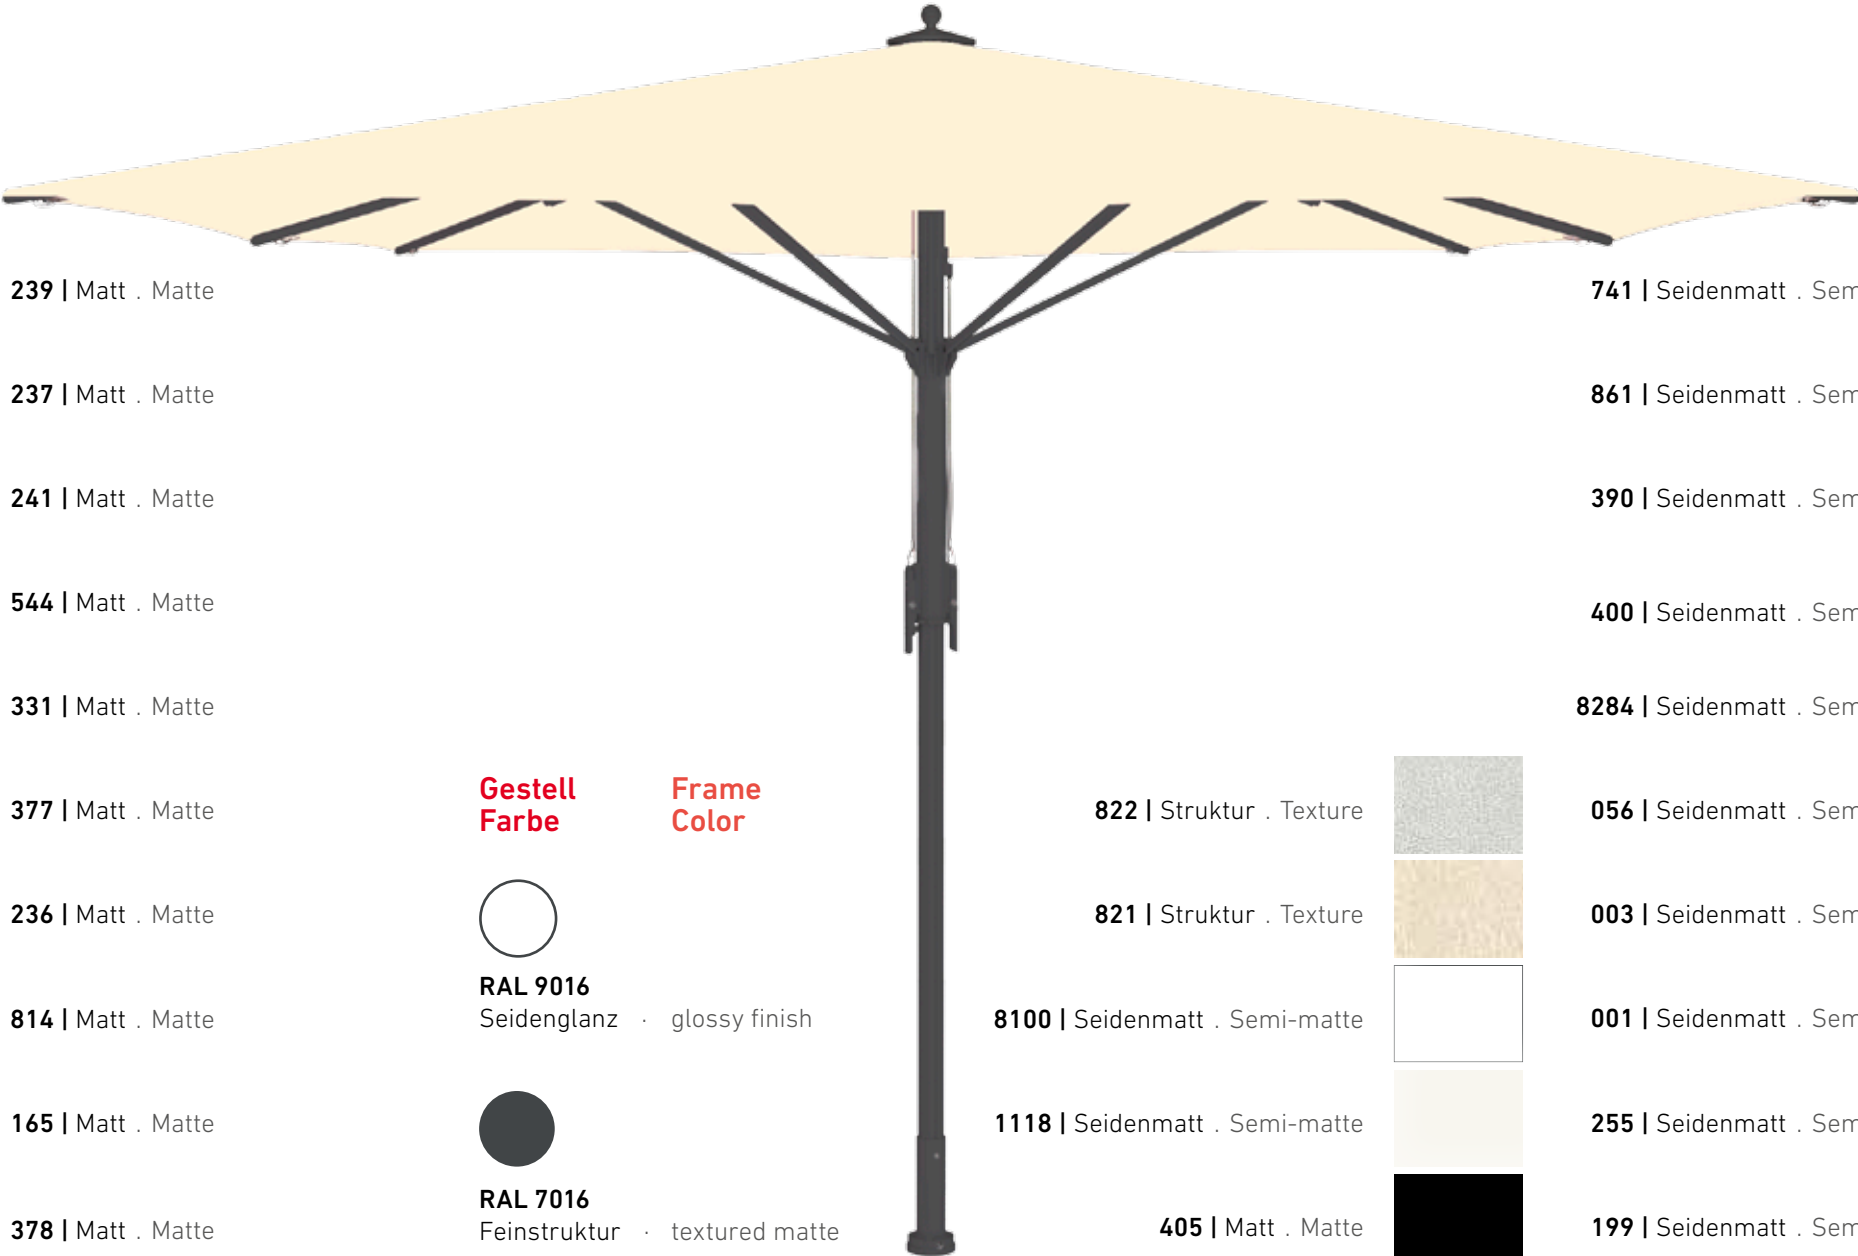 239 | Matt . Matte
237 | Matt . Matte
241 | Matt . Matte
544 | Matt . Matte
331 | Matt . Matte
377 | Matt . Matte
236 | Matt . Matte
814 | Matt . Matte
165 | Matt . Matte
378 | Matt . Matte
Gestell Farbe
Frame Color
RAL 9016
Seidenglanz · glossy finish
RAL 7016
Feinstruktur · textured matte
822 | Struktur . Texture
821 | Struktur . Texture
8100 | Seidenmatt . Semi-matte
1118 | Seidenmatt . Semi-matte
405 | Matt . Matte
741 | Seidenmatt . Sem
861 | Seidenmatt . Sem
390 | Seidenmatt . Sem
400 | Seidenmatt . Sem
8284 | Seidenmatt . Sem
056 | Seidenmatt . Sem
003 | Seidenmatt . Sem
001 | Seidenmatt . Sem
255 | Seidenmatt . Sem
199 | Seidenmatt . Sem